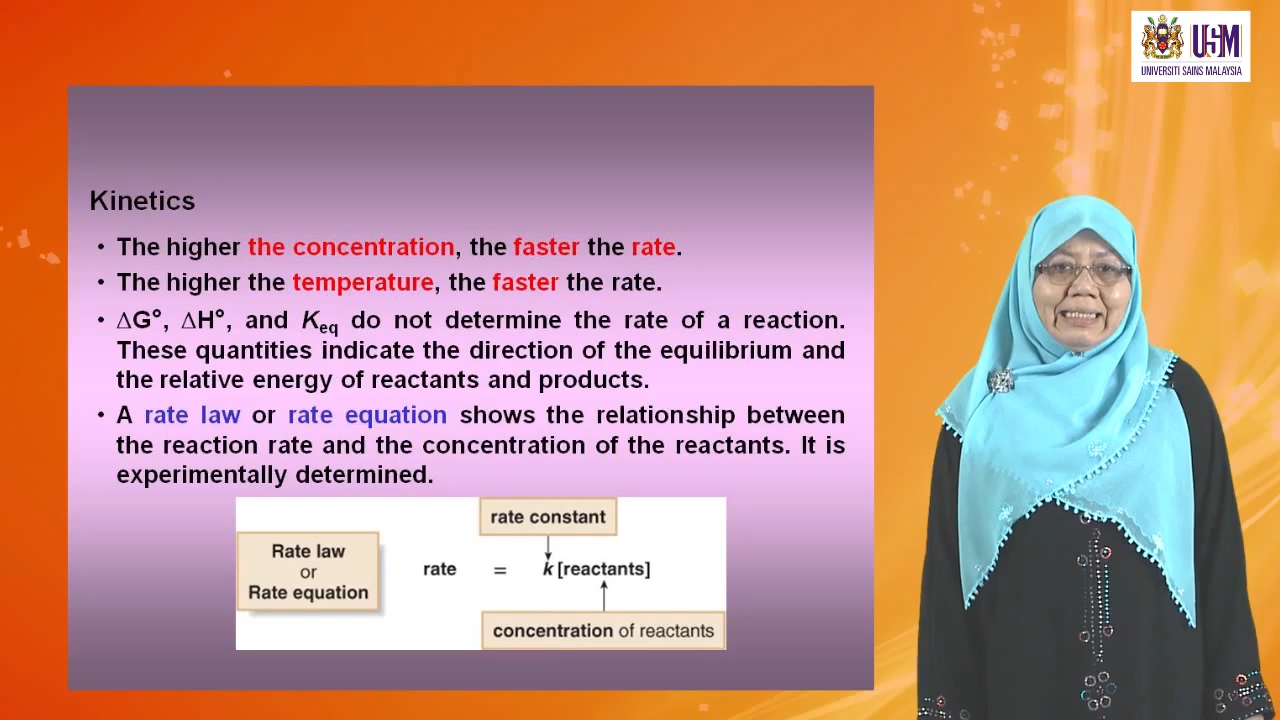 USM
UNIVERSITI SAINS MALAYSIA
Kinetics
• The higher the concentration, the faster the rate.
• The higher the temperature, the faster the rate.
• ∆G°, ∆H°, and Keq do not determine the rate of a reaction.
These quantities indicate the direction of the equilibrium and
the relative energy of reactants and products.
• A rate law or rate equation shows the relationship between
the reaction rate and the concentration of the reactants. It is
experimentally determined.
rate constant
Rate law
or
Rate equation
rate = k [reactants]
concentration of reactants